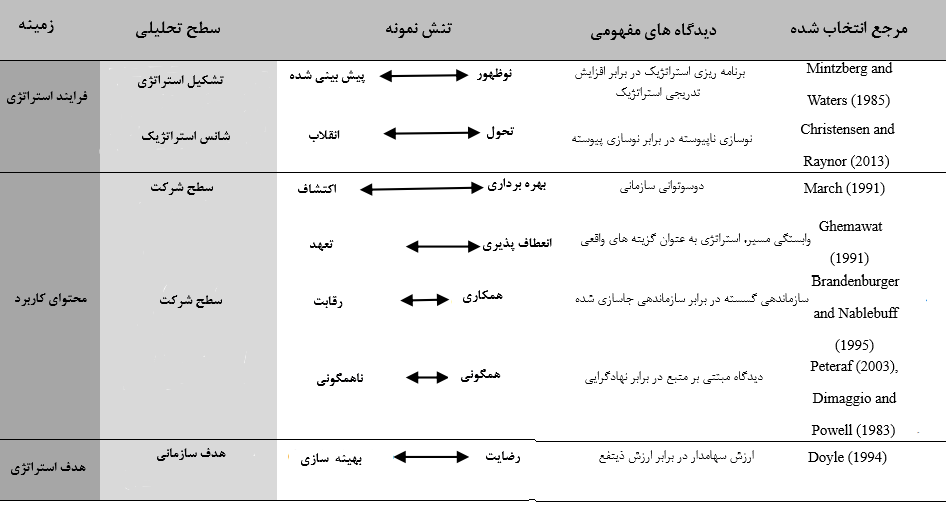 مرجع انتخاب شده دیدگاه های مفهومی تنش نمونه سطح تحلیلی زمینه
Mintzberg and
Waters (1985)
برنامه ریزی استراتژیک در برابر افزایش
تدریجی استراتژیک
نوظهور پیش بینی شده
تشکیل استراتژی
فرایند استراتژی
Christensen and
Raynor (2013)
نوسازی ناپیوسته در برابر نوسازی پیوسته
تحول انقلاب
شانس استراتژیک
March (1991)
دوسوئوانی سازمانی
بهره برداری اکتشاف
سطح شرکت
Ghemawat
(1991)
وابستگی مسیر، استراتژی به عنوان گزیته های واقعی
انعطاف پذیری تعهد
Brandenburger
and Nablebuff
(1995)
سازماندهی گسسته در برابر سازماندهی جاسازی شده
همکاری رقابت
سطح شرکت
محتوای کاربرد
Peteraf (2003),
Dimaggio and
Powell (1983)
دیدگاه مبتتی بر متبع در برابر نهادگرایی
همگونی ناهمگونی
Doyle (1994)
ارزش سهامدار در برابر ارزش ذیتفع
رضایت بهینه سازی
هدف سازمانی
هدف استراتژی